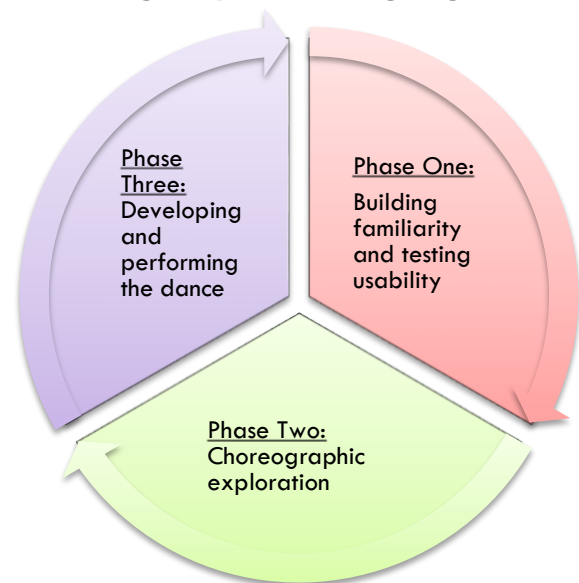 Phase One:
Building
familiarity
and testing
usability
Phase Two:
Choreographic
exploration
Phase
Three:
Developing
and
performing
the dance